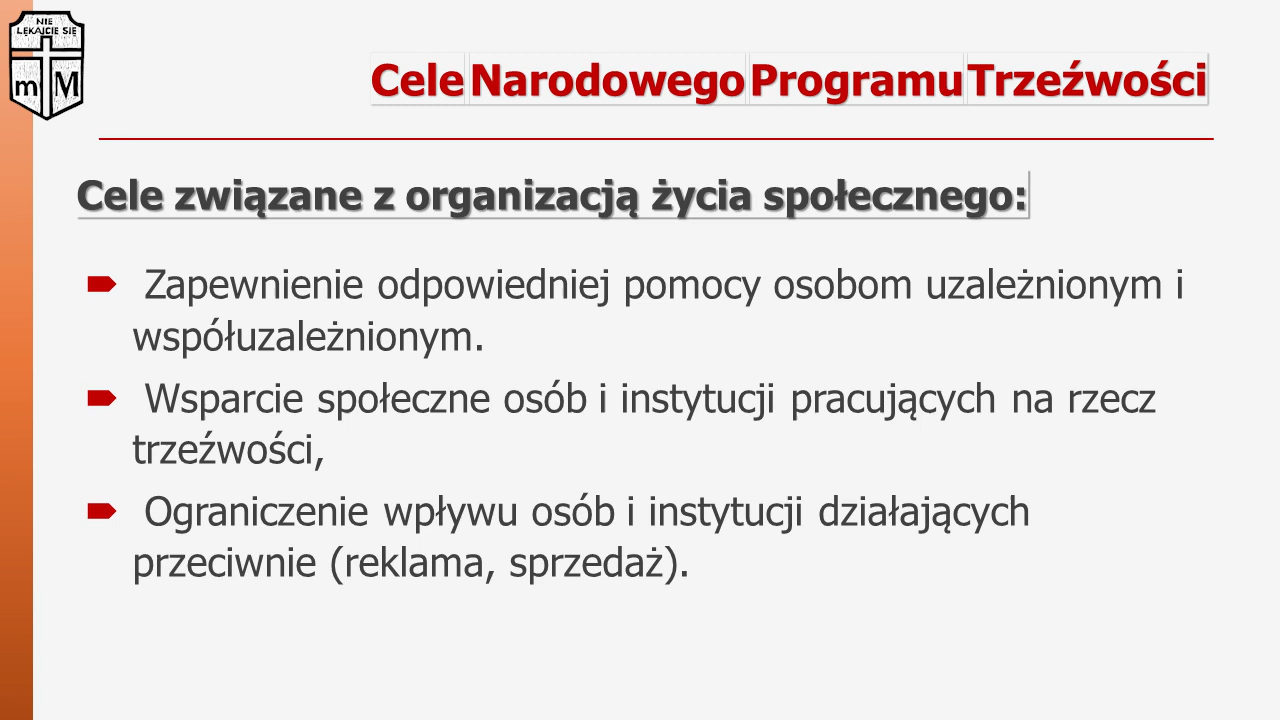 NIE
LĘKAJCIE SIĘ
m M
Cele Narodowego Programu Trzeźwości
Cele związane z organizacją życia społecznego:
Zapewnienie odpowiedniej pomocy osobom uzależnionym i
współuzależnionym.
Wsparcie społeczne osób i instytucji pracujących na rzecz
trzeźwości,
Ograniczenie wpływu osób i instytucji działających
przeciwnie (reklama, sprzedaż).